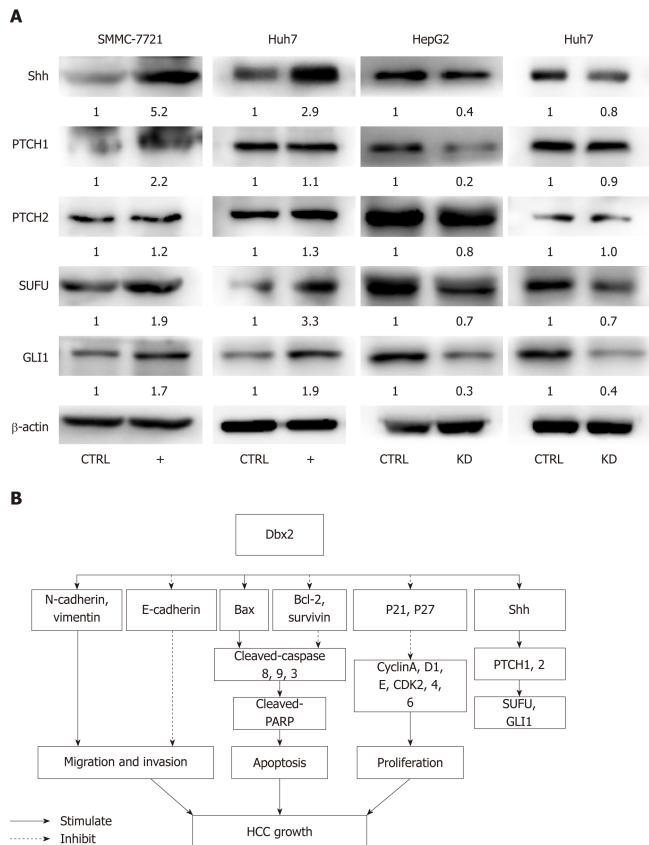 A
SMMC-7721 Huh7 HepG2 Huh7
Shh
1 5.2 1 2.9 1 0.4 1 0.8
PTCH1
1 2.2 1 1.1 1 0.2 1 0.9
PTCH2
1 1.2 1 1.3 1 0.8 1 1.0
SUFU
1 1.9 1 3.3 1 0.7 1 0.7
GLI1
1 1.7 1 1.9 1 0.3 1 0.4
β-actin
CTRL + CTRL + CTRL KD CTRL KD
B
Dbx2
N-cadherin,
vimentin
E-cadherin
Bax
Bcl-2,
survivin
P21, P27
Shh
Cleaved-caspase
8, 9, 3
CyclinA, D1,
E, CDK2, 4,
6
PTCH1, 2
Cleaved-
PARP
SUFU,
GLI1
Migration and invasion
Apoptosis
Proliferation
Stimulate
Inhibit
HCC growth